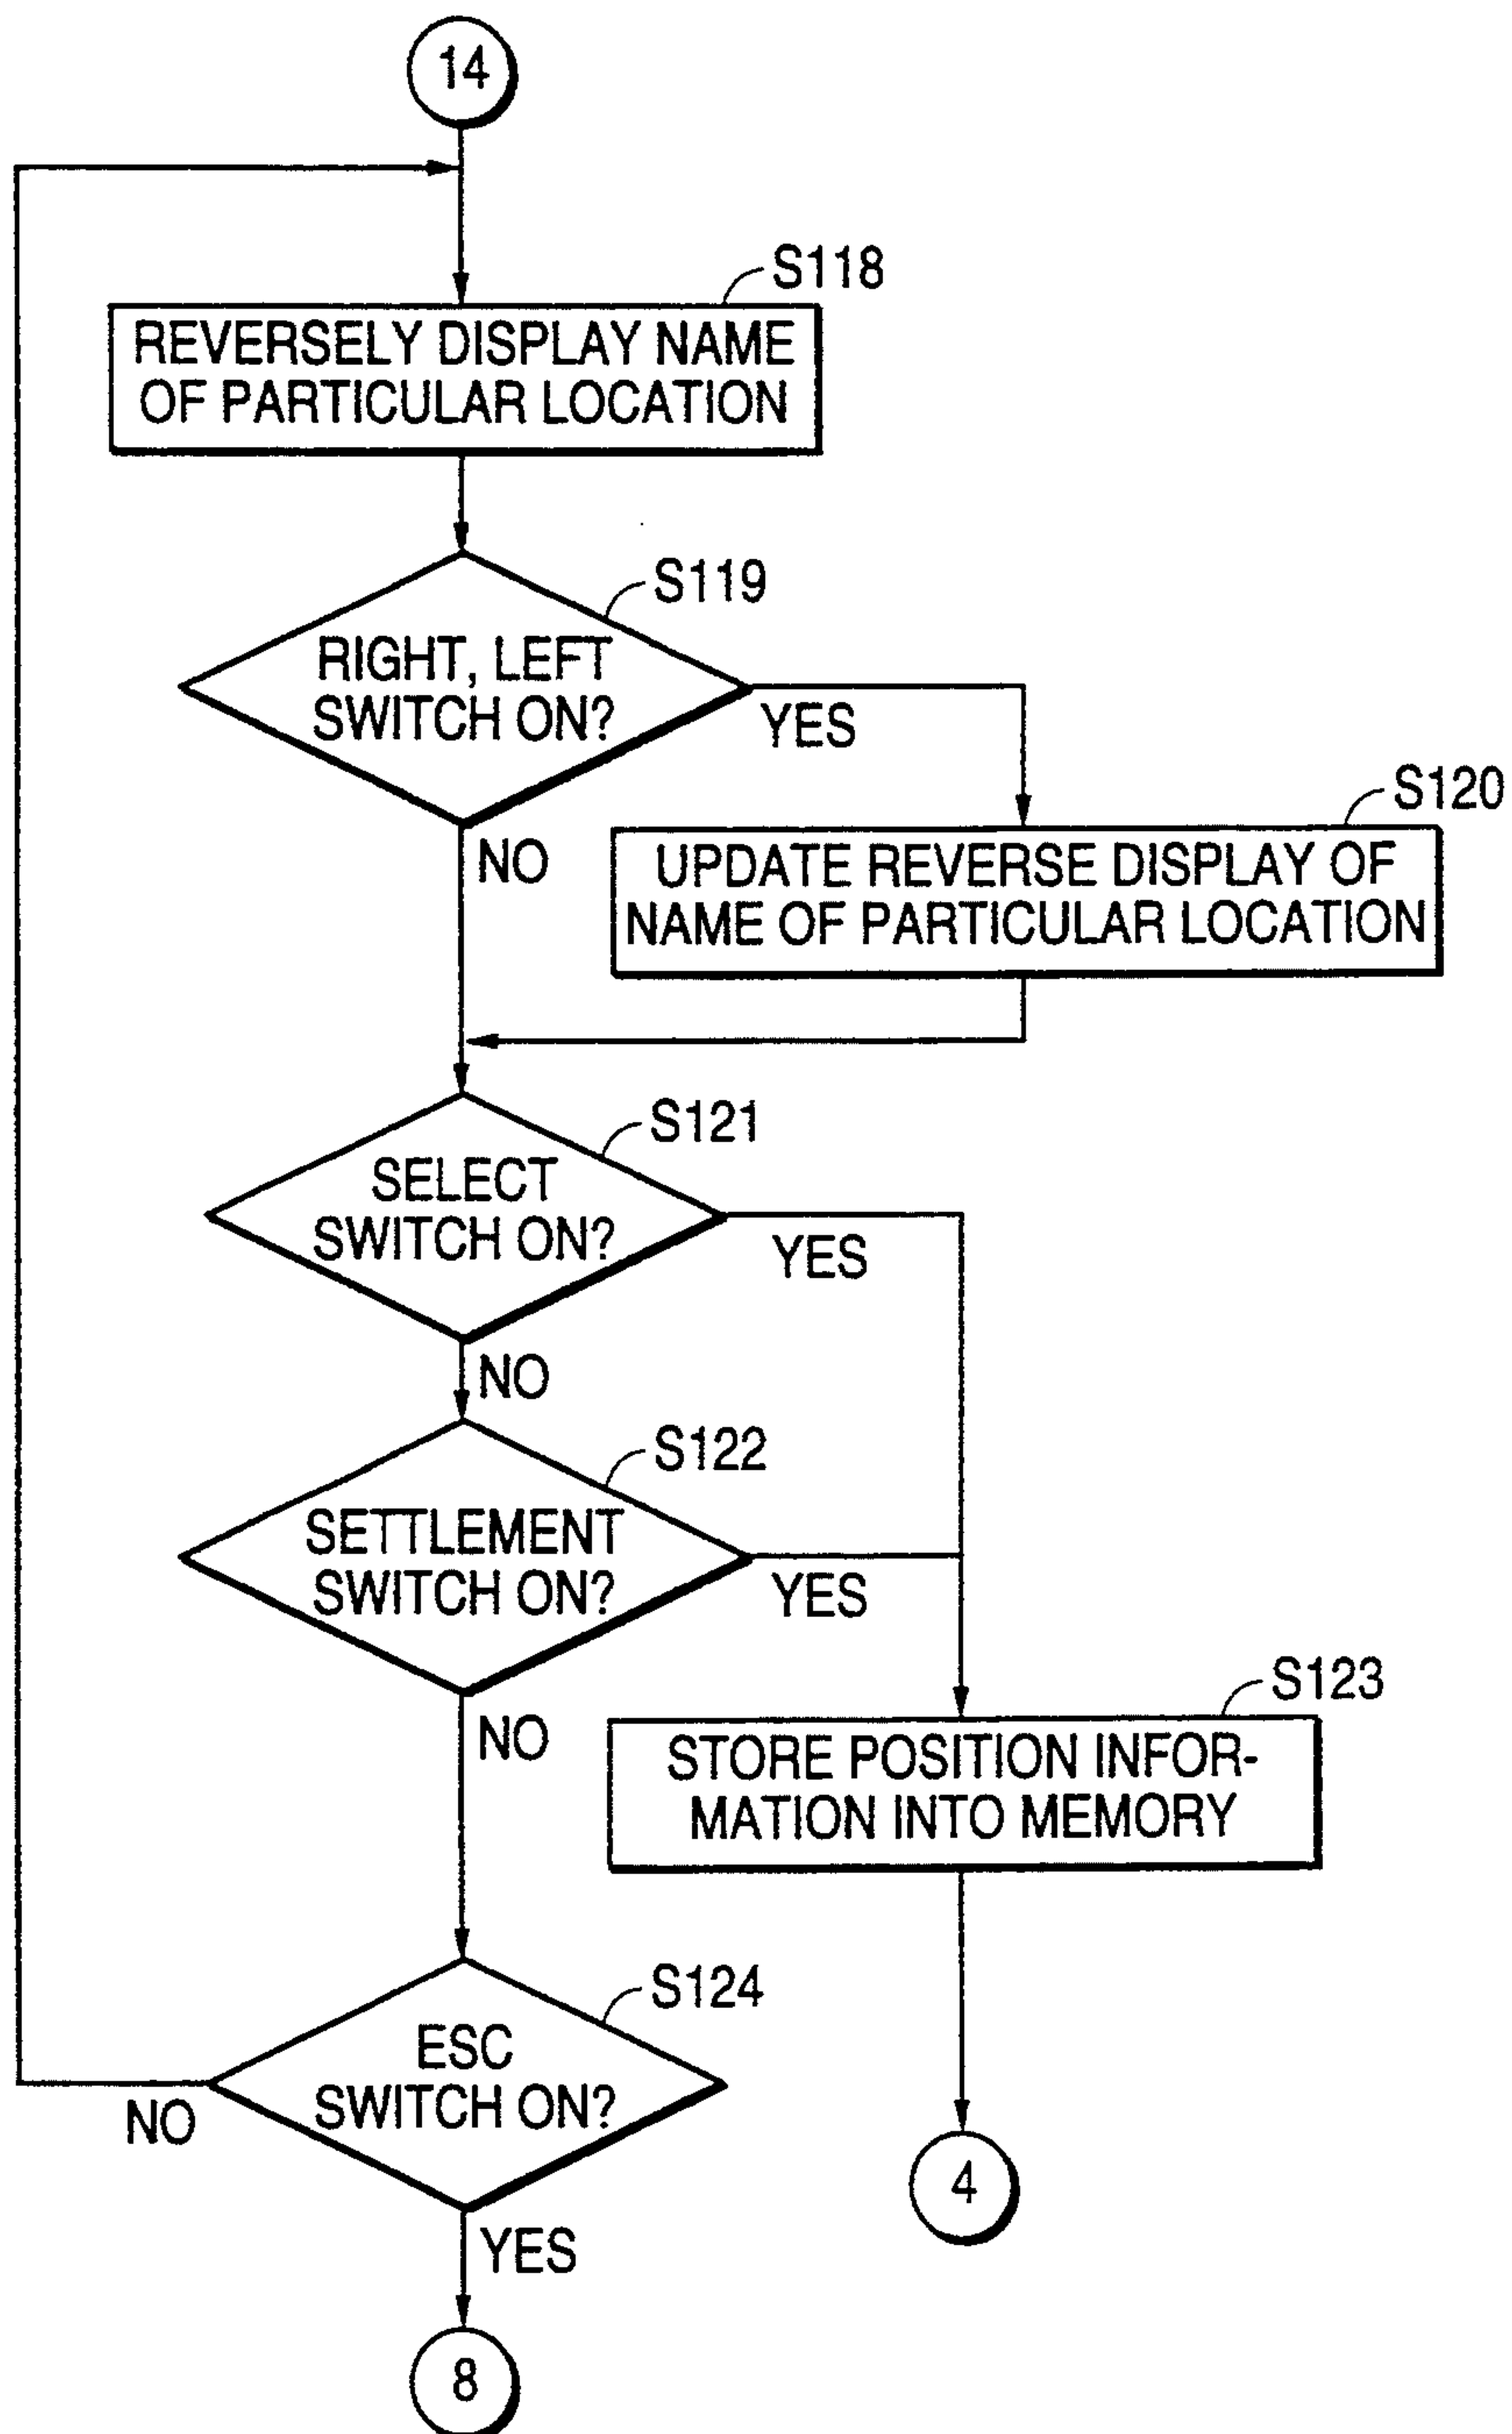 14
S118
REVERSELY DISPLAY NAME
OF PARTICULAR LOCATION
S119
RIGHT, LEFT
SWITCH ON?
YES
NO
S120
UPDATE REVERSE DISPLAY OF
NAME OF PARTICULAR LOCATION
S121
SELECT
SWITCH ON?
YES
NO
S122
SETTLEMENT
SWITCH ON?
YES
NO
S123
STORE POSITION INFOR-
MATION INTO MEMORY
S124
ESC
SWITCH ON?
NO
YES
4
8